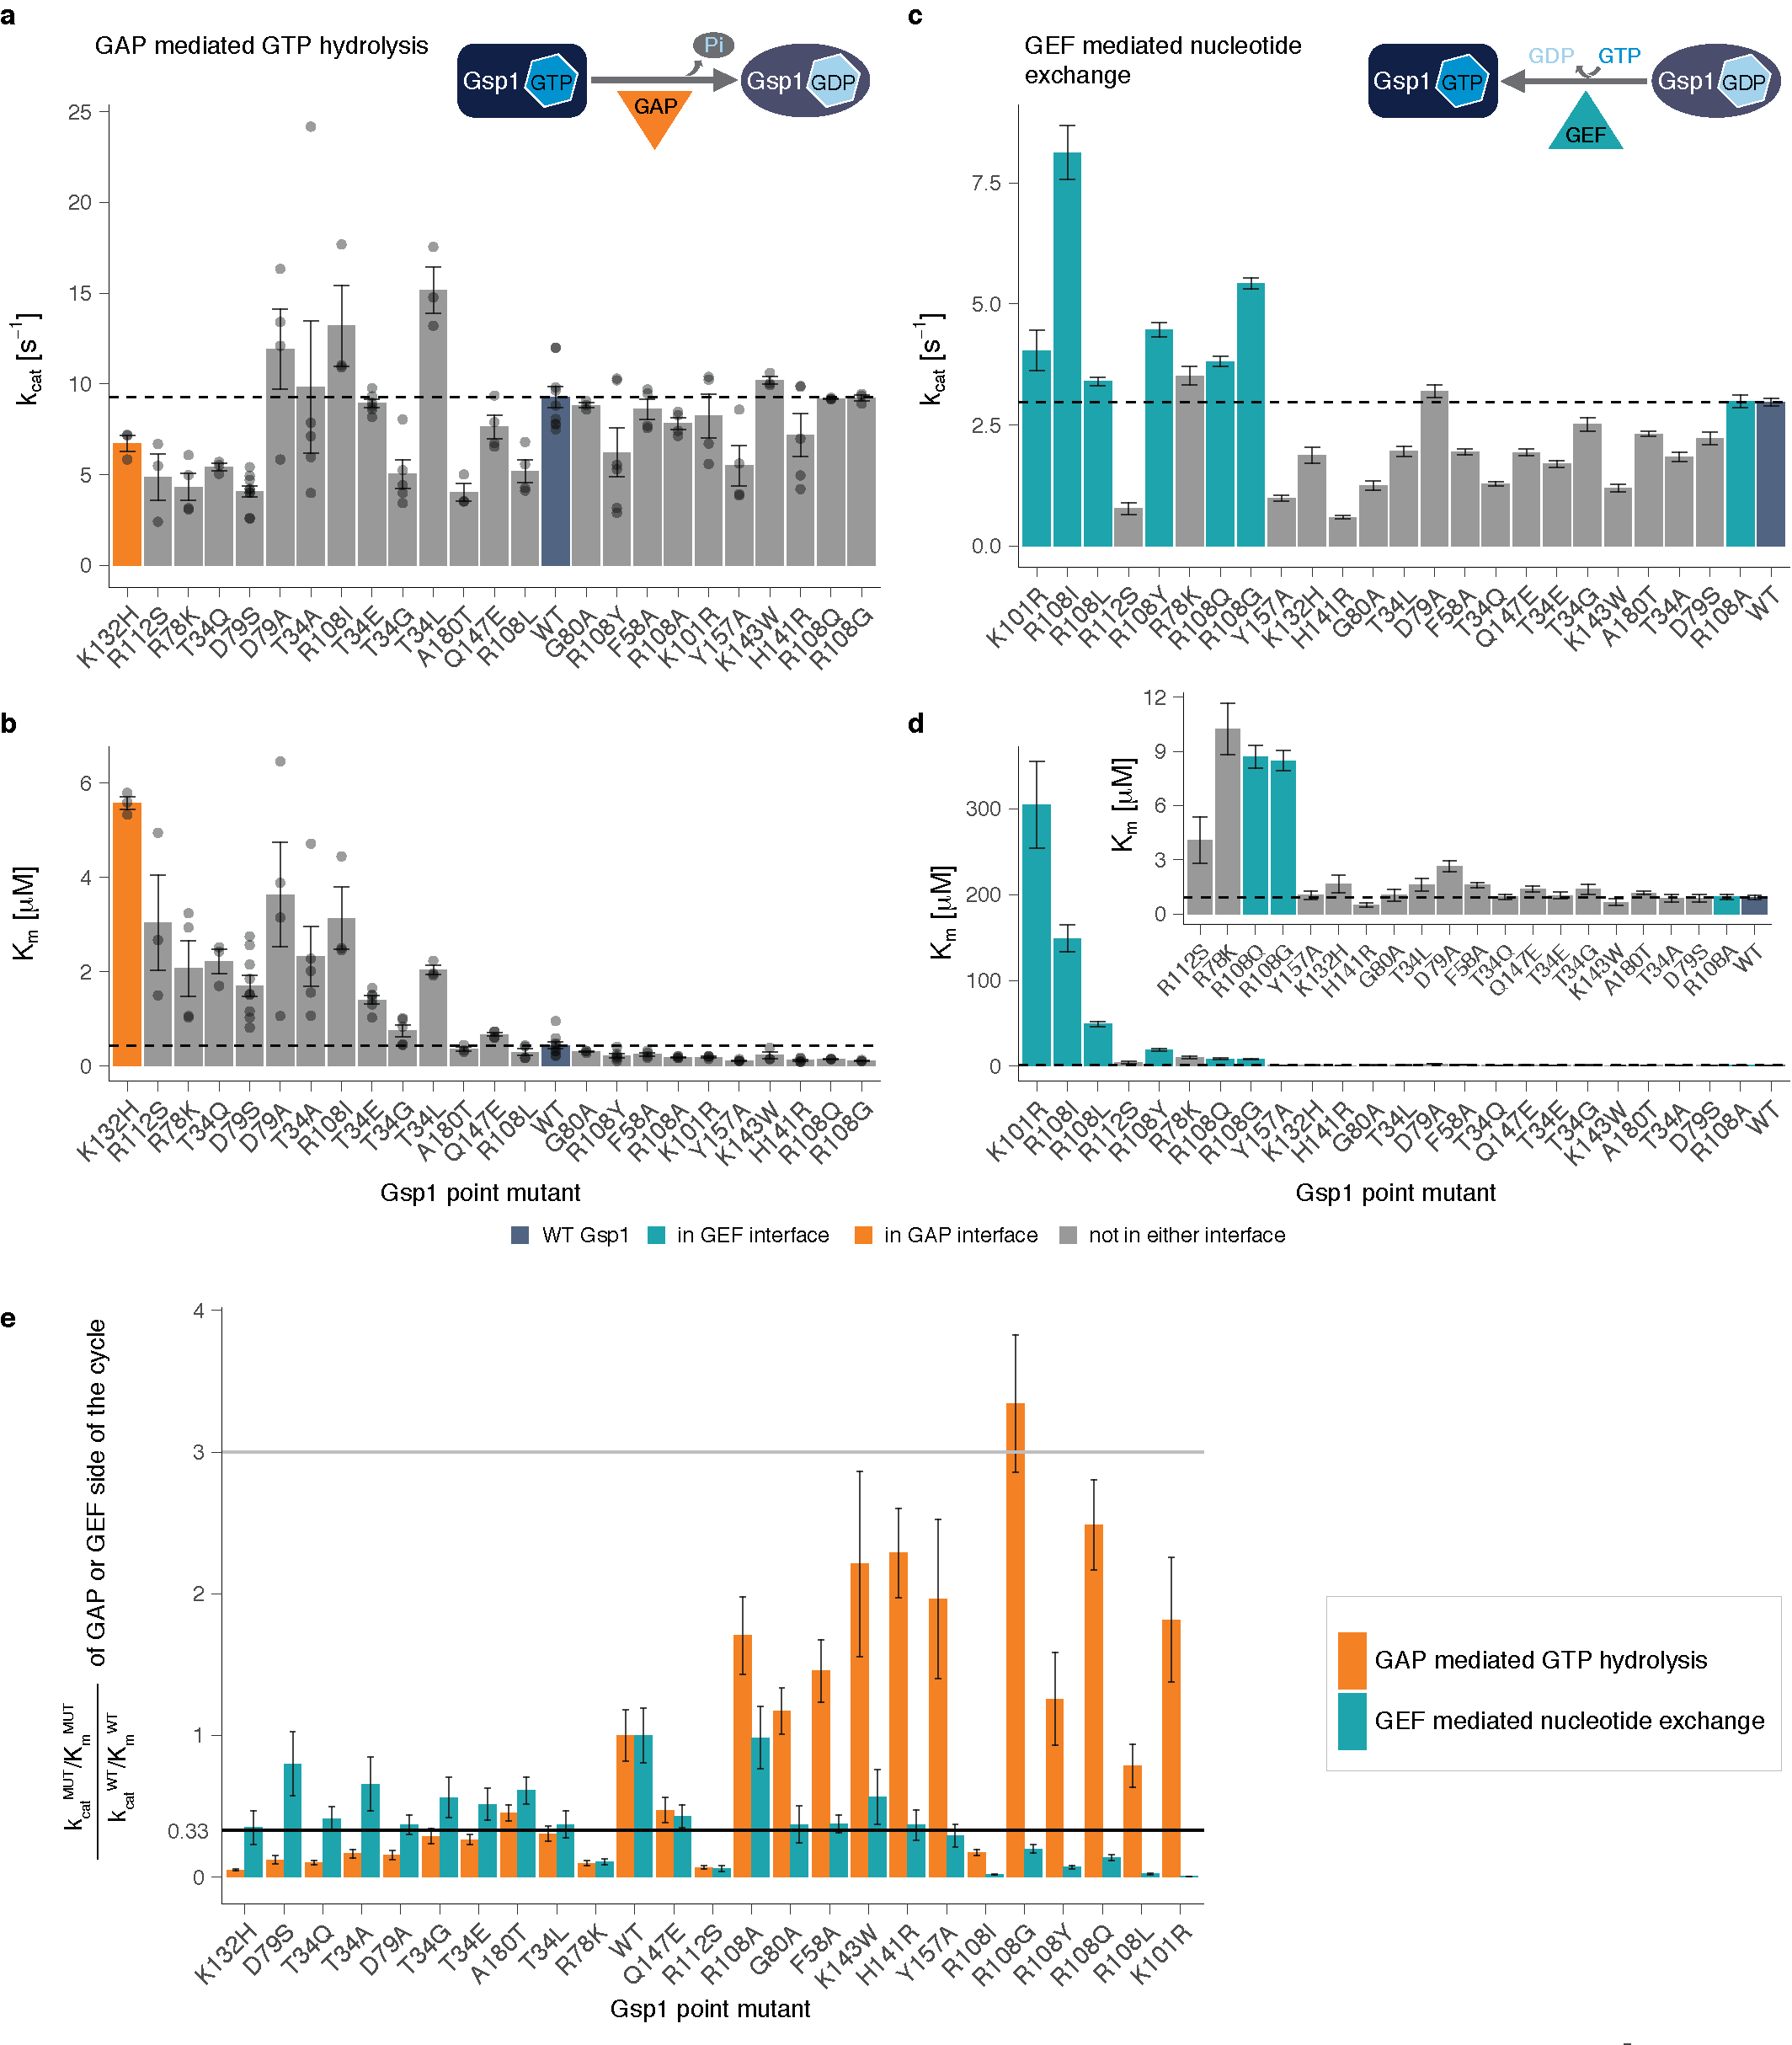 a
GAP mediated GTP hydrolysis
Gsp1 GTP
Pi
GAP
Gsp1 GDP
25
20
15
10
5
0
kcat [s−1]
K132H R112S R78K T34Q D79S D79A T34A R108I T34E T34G T34L A180T Q147E R108L WT G80A R108Y F58A R108A K101R Y157A K143W H141R R108Q R108G
c
GEF mediated nucleotide
exchange
Gsp1 GTP
GDP GTP
GEF
Gsp1 GDP
7.5
5.0
2.5
0.0
kcat [s−1]
K101R R108I R108L R112S R108Y R78K R108Q R108G Y157A K132H H141R G80A T34L D79A F58A T34Q Q147E T34E T34G K143W A180T T34A D79S R108A WT
b
6
4
2
0
Km [μM]
K132H R112S R78K T34Q D79S D79A T34A R108I T34E T34G T34L A180T Q147E R108L WT G80A R108Y F58A R108A K101R Y157A K143W H141R R108Q R108G
Gsp1 point mutant
d
300
200
100
0
Km [μM]
12
9
6
3
0
Km [μM]
R112S R78K R108Q R108G Y157A K132H H141R G80A T34L D79A F58A T34Q Q147E T34E T34G K143W A180T T34A D79S R108A WT
K101R R108I R108L R112S R108Y R78K R108Q R108G Y157A K132H H141R G80A T34L D79A F58A T34Q Q147E T34E T34G K143W A180T T34A D79S R108A WT
Gsp1 point mutant
WT Gsp1 in GEF interface in GAP interface not in either interface
e
4
3
2
1
0.33
0
kcatMUT/KmMUT
kcatWT/KmWT
of GAP or GEF side of the cycle
K132H D79S T34Q T34A D79A T34G T34E A180T T34L R78K WT Q147E R112S R108A G80A F58A K143W H141R Y157A R108I R108G R108Y R108Q R108L K101R
Gsp1 point mutant
GAP mediated GTP hydrolysis
GEF mediated nucleotide exchange